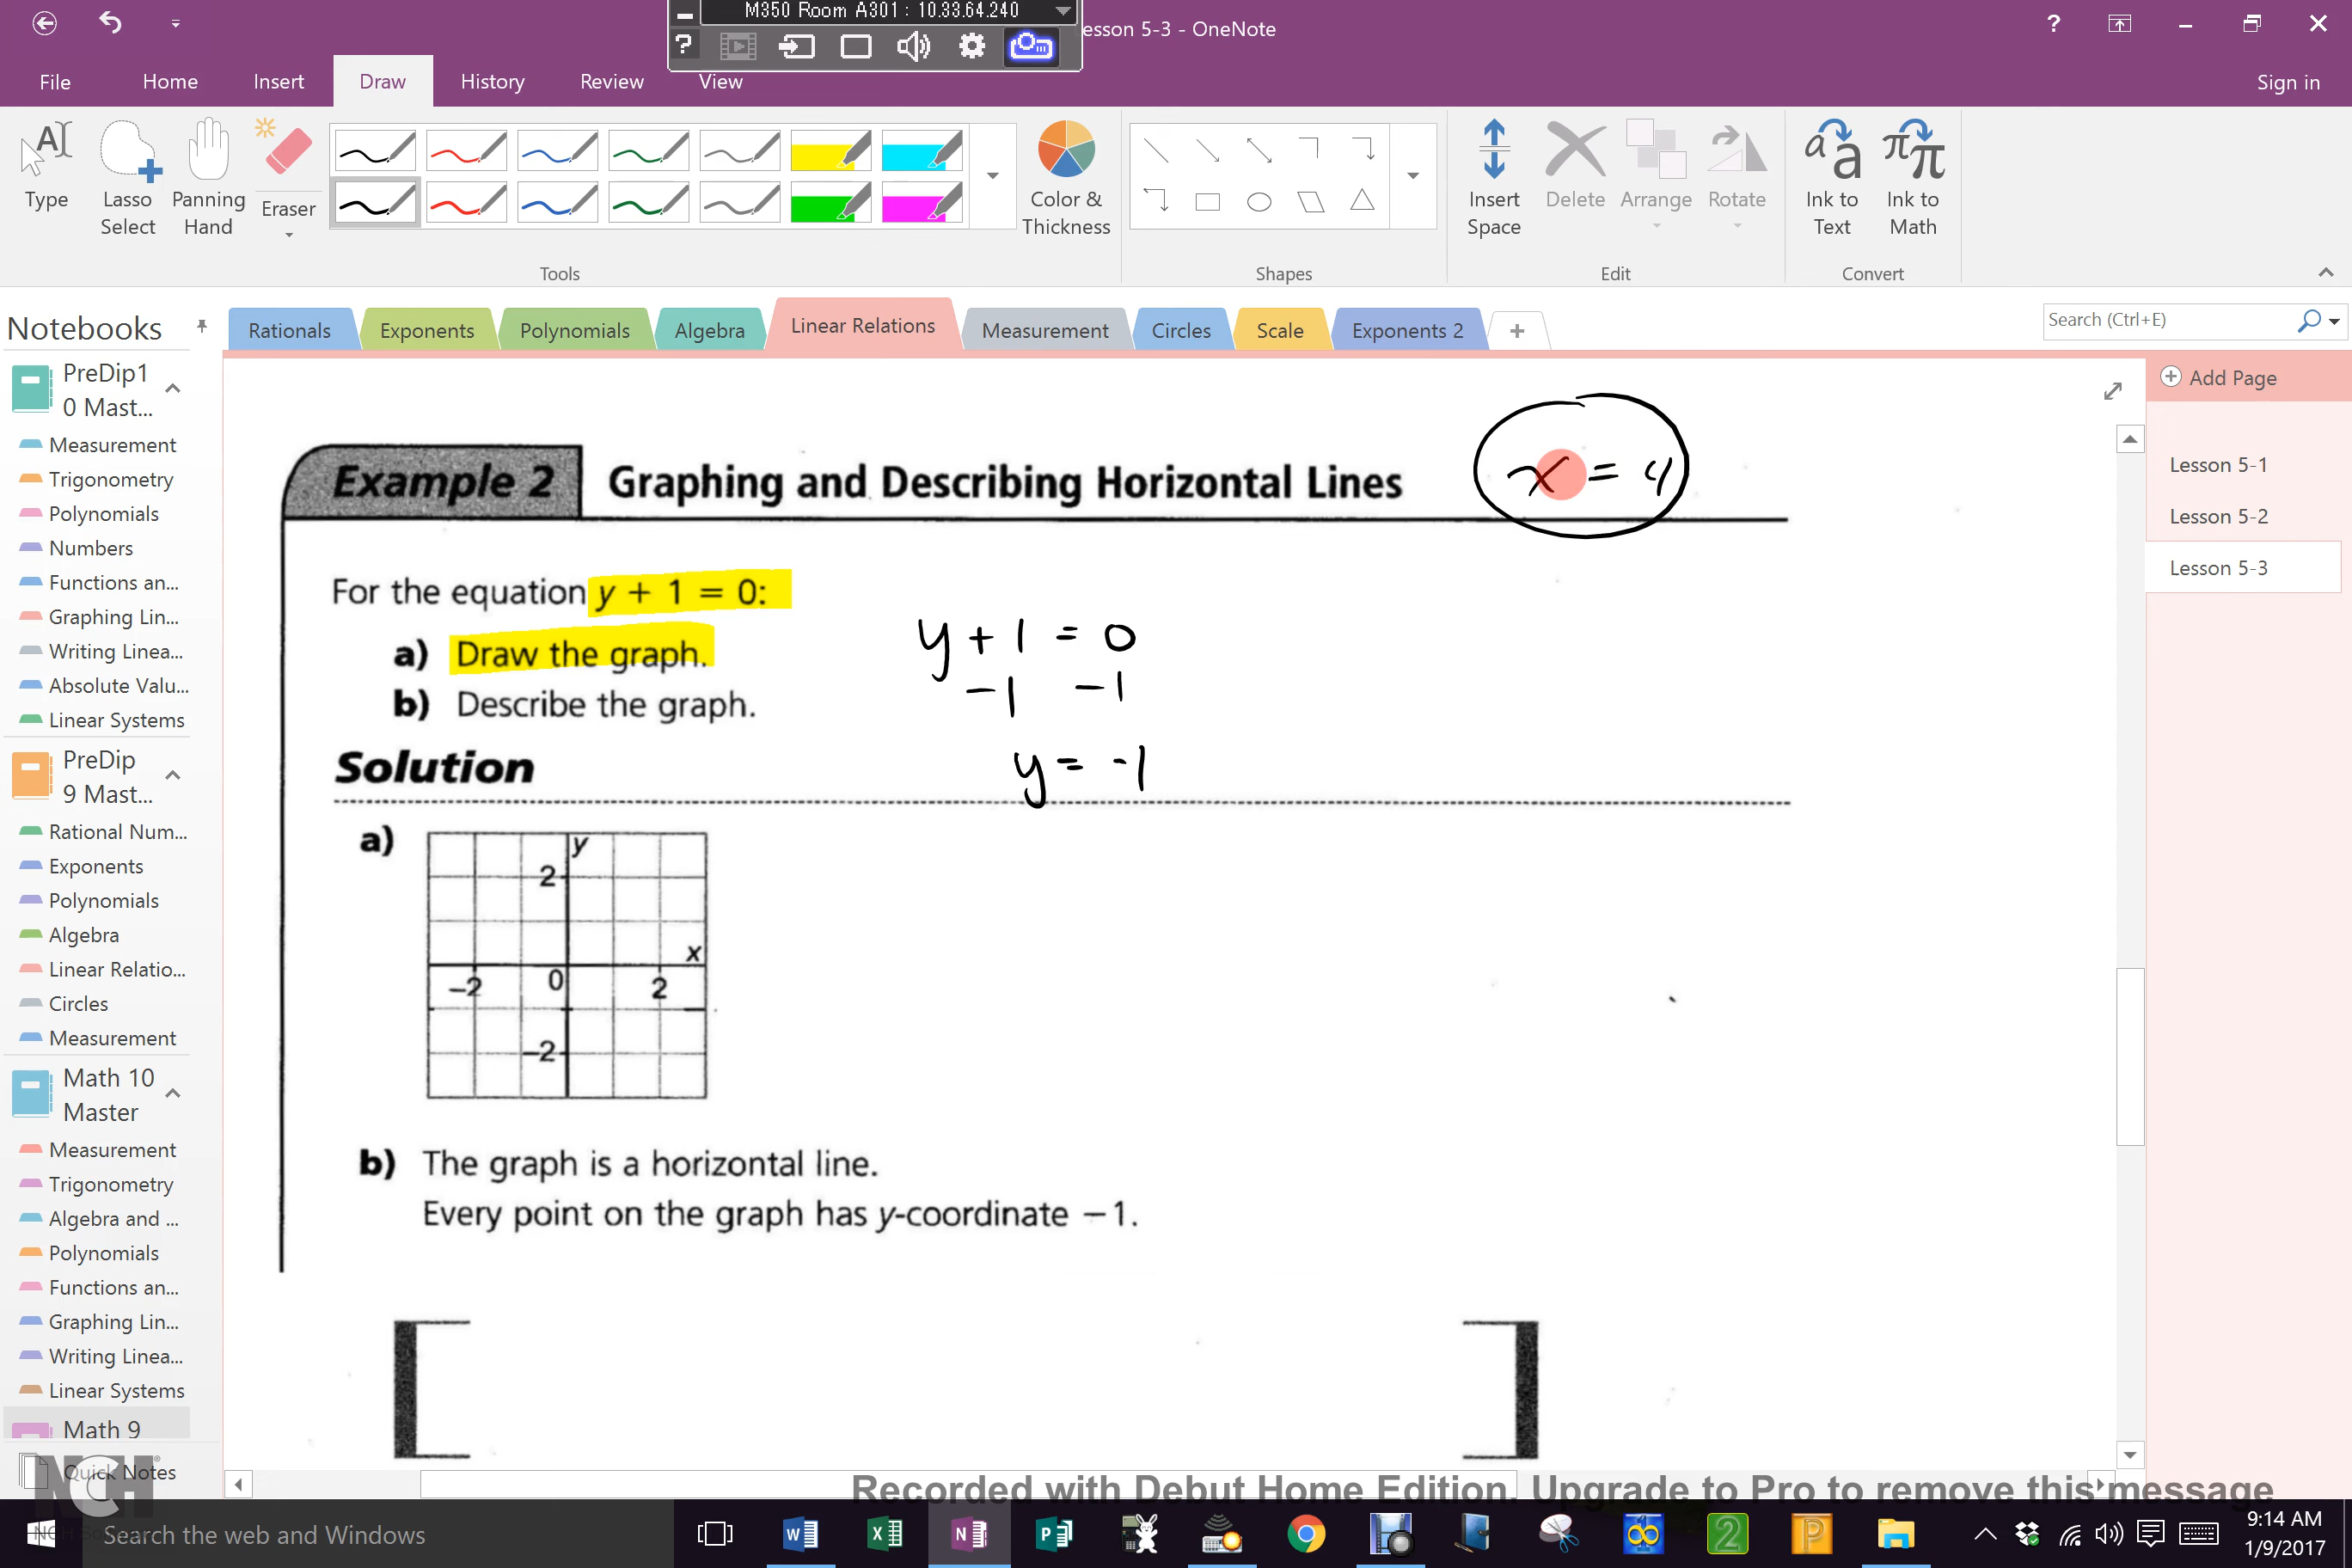 M350 Room A301 : 10.33.64.240
esson 5-3 - OneNote
?
File
Home
Insert
Draw
History
Review
View
Sign in
Type
Lasso Select
Panning Hand
Eraser
Color & Thickness
Insert Space
Delete
Arrange
Rotate
Ink to Text
Ink to Math
Tools
Shapes
Edit
Convert
Notebooks
Rationals
Exponents
Polynomials
Algebra
Linear Relations
Measurement
Circles
Scale
Exponents 2
+
Search (Ctrl+E)
PreDip1
0 Mast...
Measurement
Trigonometry
Polynomials
Numbers
Functions an...
Graphing Lin...
Writing Linea...
Absolute Valu...
Linear Systems
PreDip
9 Mast...
Rational Num...
Exponents
Polynomials
Algebra
Linear Relatio...
Circles
Measurement
Math 10
Master
Measurement
Trigonometry
Algebra and ...
Polynomials
Functions an...
Graphing Lin...
Writing Linea...
Linear Systems
Math 9
Quick Notes
Add Page
Lesson 5-1
Lesson 5-2
Lesson 5-3
Example 2 Graphing and Describing Horizontal Lines
x = 4
For the equation y + 1 = 0:
a) Draw the graph.
b) Describe the graph.
y + 1 = 0
-1 -1
y = -1
Solution
a)
y
2
x
-2 0 2
-2
b) The graph is a horizontal line.
Every point on the graph has y-coordinate −1.
Recorded with Debut Home Edition. Upgrade to Pro to remove this message
NCH
Search the web and Windows
9:14 AM
1/9/2017